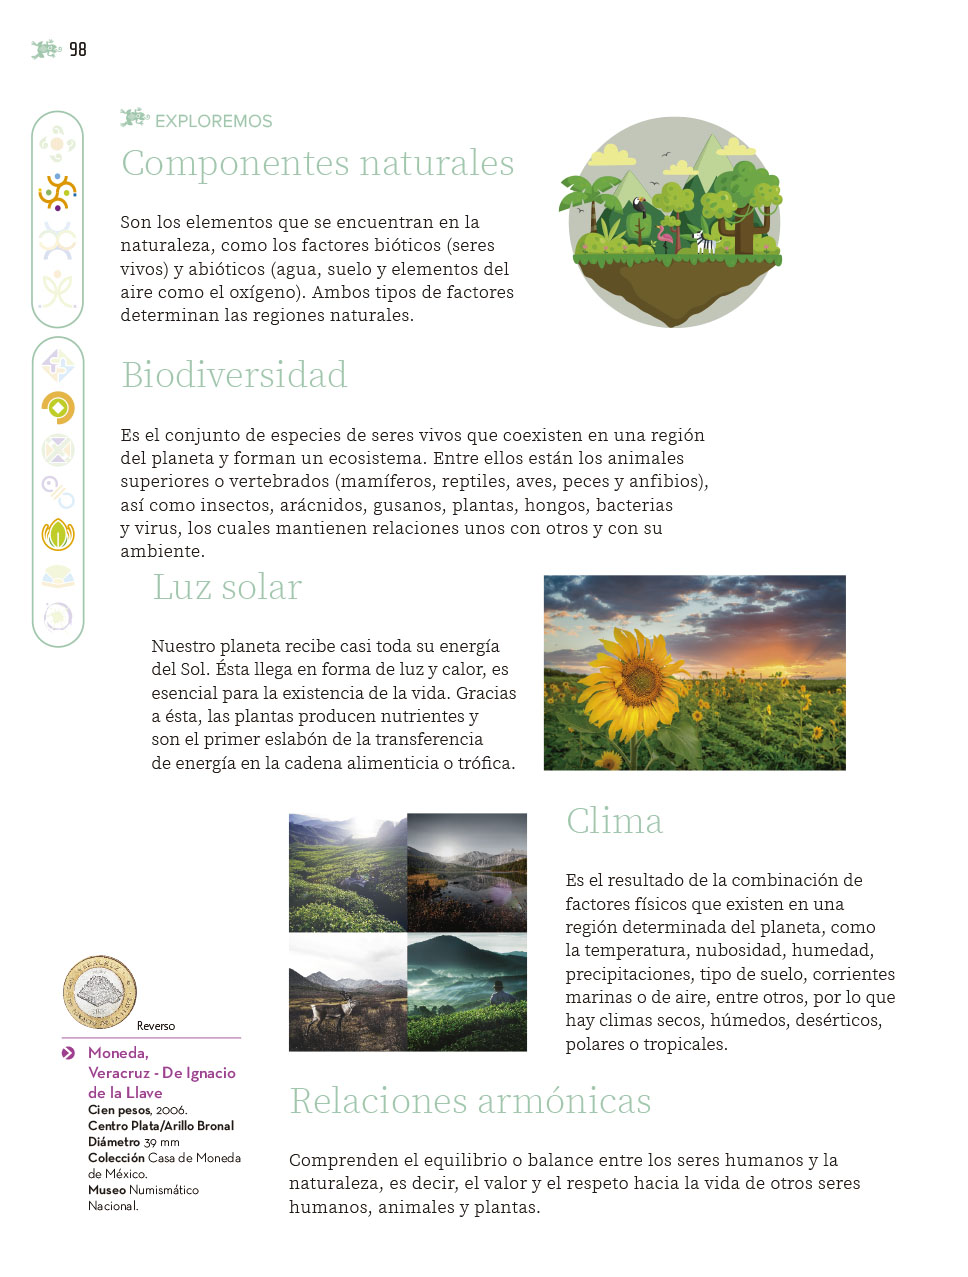 98
EXPLOREMOS
Componentes naturales
Son los elementos que se encuentran en la
naturaleza, como los factores bióticos (seres
vivos) y abióticos (agua, suelo y elementos del
aire como el oxígeno). Ambos tipos de factores
determinan las regiones naturales.
Biodiversidad
Es el conjunto de especies de seres vivos que coexisten en una región
del planeta y forman un ecosistema. Entre ellos están los animales
superiores o vertebrados (mamíferos, reptiles, aves, peces y anfibios),
así como insectos, arácnidos, gusanos, plantas, hongos, bacterias
y virus, los cuales mantienen relaciones unos con otros y con su
ambiente.
Luz solar
Nuestro planeta recibe casi toda su energía
del Sol. Ésta llega en forma de luz y calor, es
esencial para la existencia de la vida. Gracias
a ésta, las plantas producen nutrientes y
son el primer eslabón de la transferencia
de energía en la cadena alimenticia o trófica.
Clima
Es el resultado de la combinación de
factores físicos que existen en una
región determinada del planeta, como
la temperatura, nubosidad, humedad,
precipitaciones, tipo de suelo, corrientes
marinas o de aire, entre otros, por lo que
hay climas secos, húmedos, desérticos,
polares o tropicales.
Reverso
Moneda,
Veracruz - De Ignacio
de la Llave
Cien pesos, 2006.
Centro Plata/Arillo Bronal
Diámetro 39 mm
Colección Casa de Moneda
de México.
Museo Numismático
Nacional.
Relaciones armónicas
Comprenden el equilibrio o balance entre los seres humanos y la
naturaleza, es decir, el valor y el respeto hacia la vida de otros seres
humanos, animales y plantas.